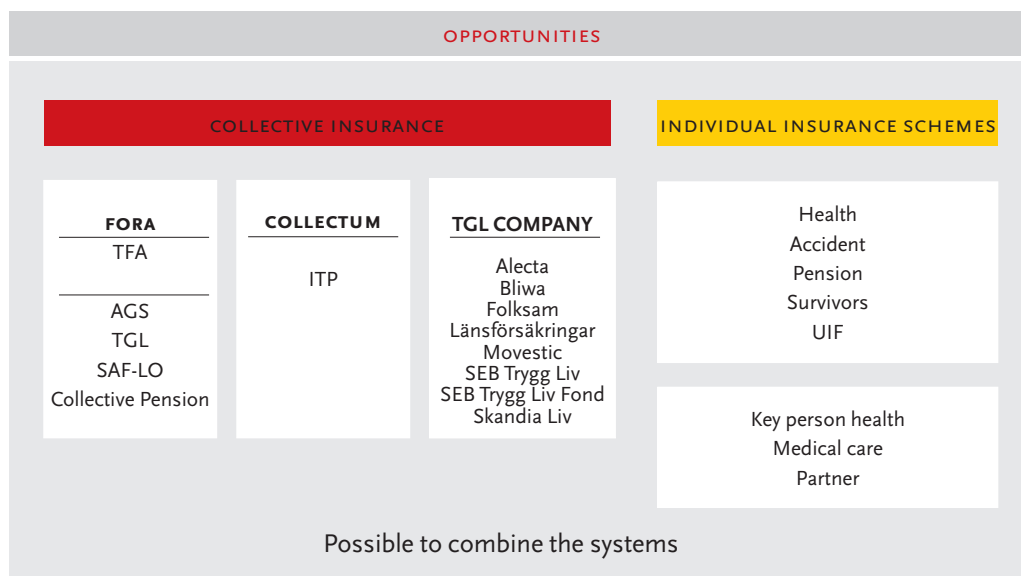 OPPORTUNITIES
COLLECTIVE INSURANCE
INDIVIDUAL INSURANCE SCHEMES
FORA
TFA
AGS
TGL
SAF-LO
Collective Pension
COLLECTUM
ITP
TGL COMPANY
Alecta
Bliwa
Folksam
Länsförsäkringar
Movestic
SEB Trygg Liv
SEB Trygg Liv Fond
Skandia Liv
Health
Accident
Pension
Survivors
UIF
Key person health
Medical care
Partner
Possible to combine the systems